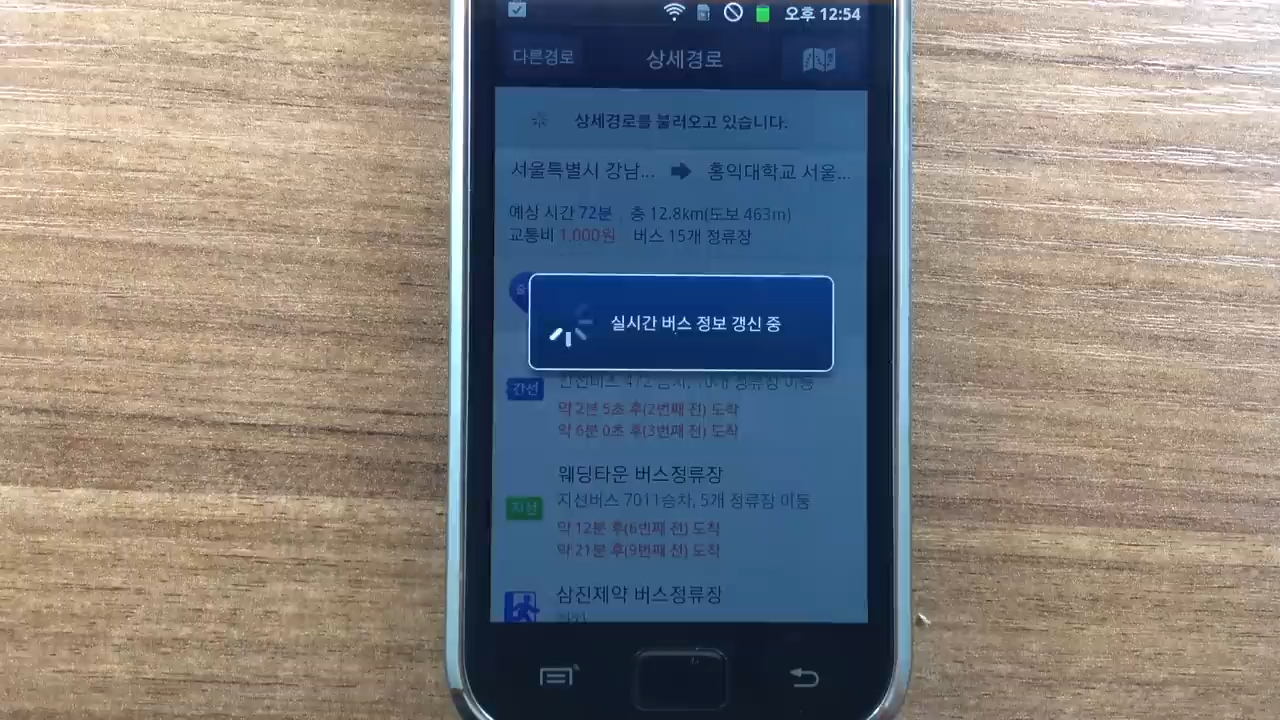 오후 12:54
다른경로 상세경로
상세경로를 불러오고 있습니다.
서울특별시 강남... 홍익대학교 서울...
예상 시간 72분 총 12.8km(도보 463m)
교통비 1,000원 버스 15개 정류장
실시간 버스 정보 갱신 중
간선버스 472 승차, 10개 정류장 이동
간선
약 2분 5초 후(2번째 전) 도착
약 6분 0초 후(3번째 전) 도착
웨딩타운 버스정류장
지선버스 7011승차, 5개 정류장 이동
지선
약 12분 후(6번째 전) 도착
약 21분 후(9번째 전) 도착
삼진제약 버스정류장